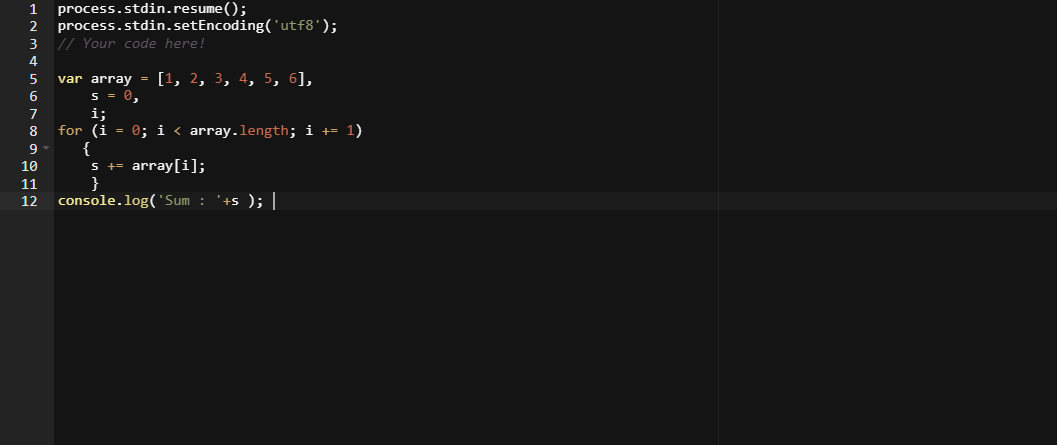 1 process.stdin.resume();
2 process.stdin.setEncoding('utf8');
3 // Your code here!
4
5 var array = [1, 2, 3, 4, 5, 6],
6     s = 0,
7     i;
8 for (i = 0; i < array.length; i += 1)
9    {
10     s += array[i];
11     }
12 console.log('Sum : '+s );